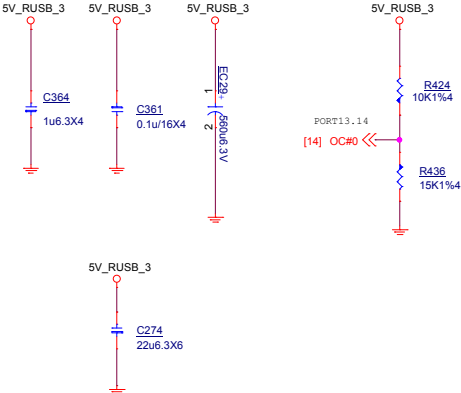 5V_RUSB_3
5V_RUSB_3
5V_RUSB_3
5V_RUSB_3
C364
1u6.3X4
C361
0.1u/16X4
1
2
EC29
+
560u6.3V
R424
10K1%4
PORT13.14
[14] OC#0
R436
15K1%4
5V_RUSB_3
C274
22u6.3X6